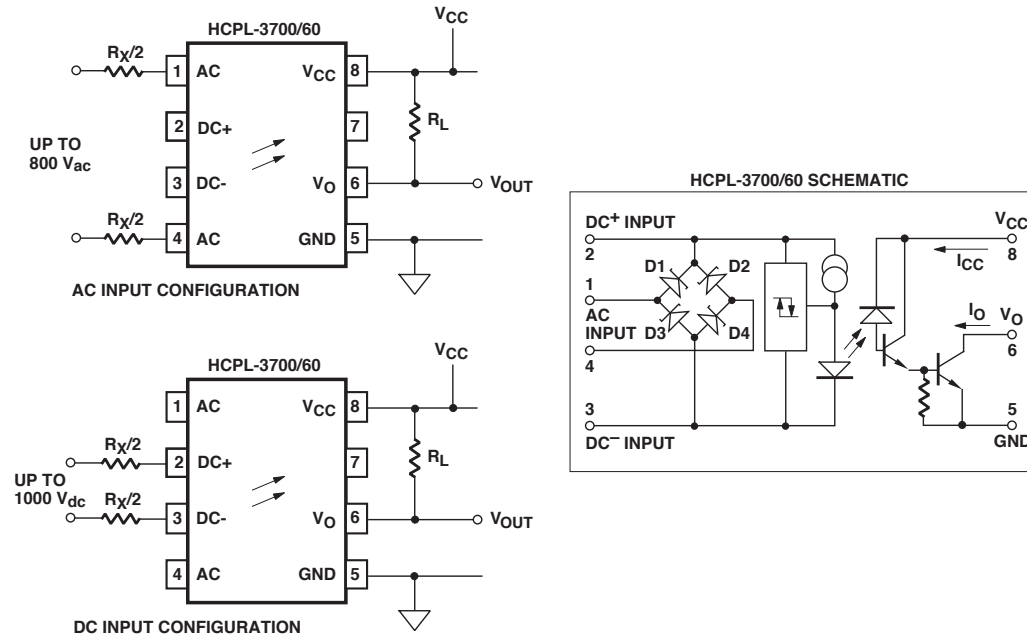 HCPL-3700/60
VCC
RX/2
1 AC
VCC 8
2 DC+
7
RL
UP TO
800 Vac
3 DC-
VO 6
VOUT
RX/2
4 AC
GND 5
AC INPUT CONFIGURATION
HCPL-3700/60
VCC
1 AC
VCC 8
RX/2
2 DC+
7
RL
UP TO
1000 Vdc
RX/2
3 DC-
VO 6
VOUT
4 AC
GND 5
DC INPUT CONFIGURATION
HCPL-3700/60 SCHEMATIC
DC+ INPUT
2
VCC
8
ICC
D1
D2
1
AC
INPUT
D3
D4
4
IO
VO
6
3
DC– INPUT
5
GND